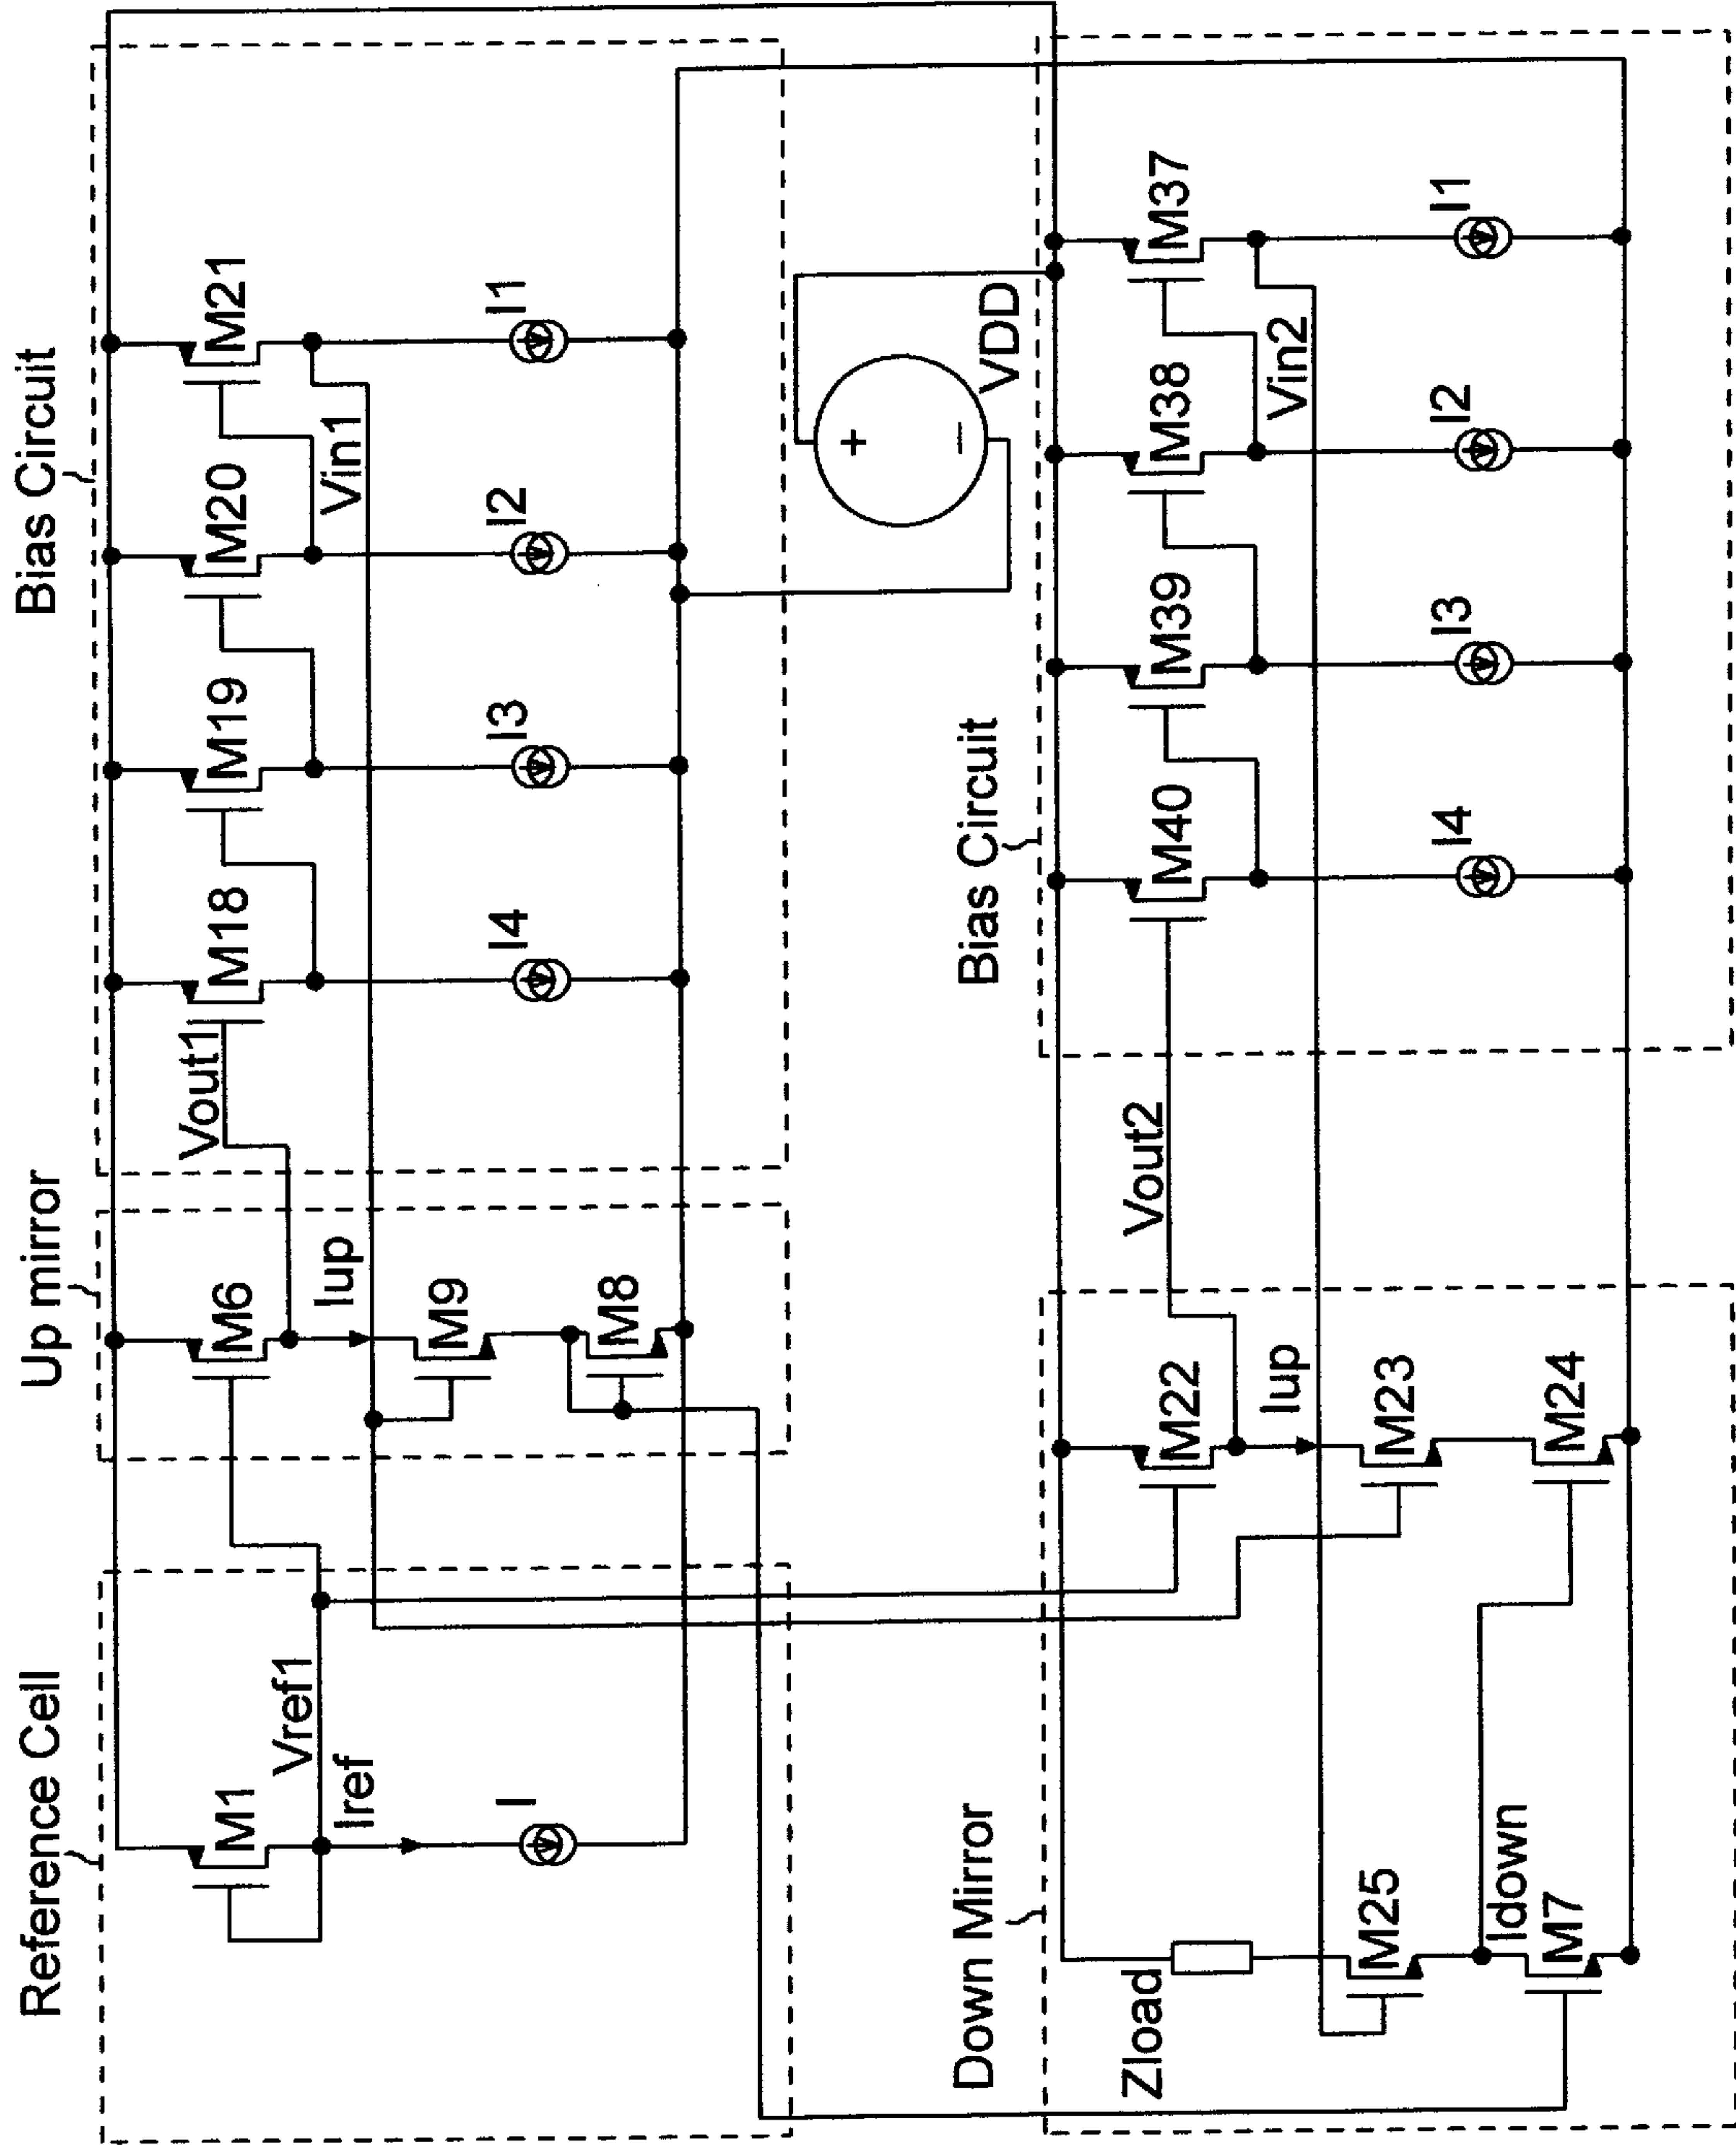 Reference Cell
Up mirror
Bias Circuit
M1
M6
M18
M19
M20
M21
Vout1
Vref1
Iref
Iup
Vin1
M9
M8
I
I4
I3
I2
I1
+
−
VDD
Down Mirror
Bias Circuit
Zload
M22
Vout2
M40
M39
M38
M37
Iup
Vin2
M25
M23
Idown
M7
M24
I4
I3
I2
I1